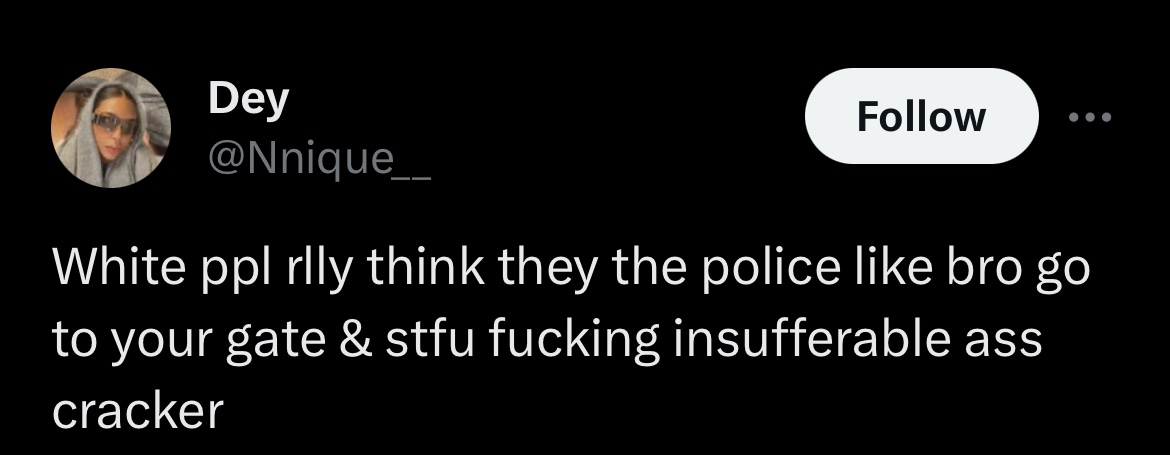 Dey
Follow
@Nnique__
White ppl rlly think they the police like bro go
to your gate & stfu fucking insufferable ass
cracker